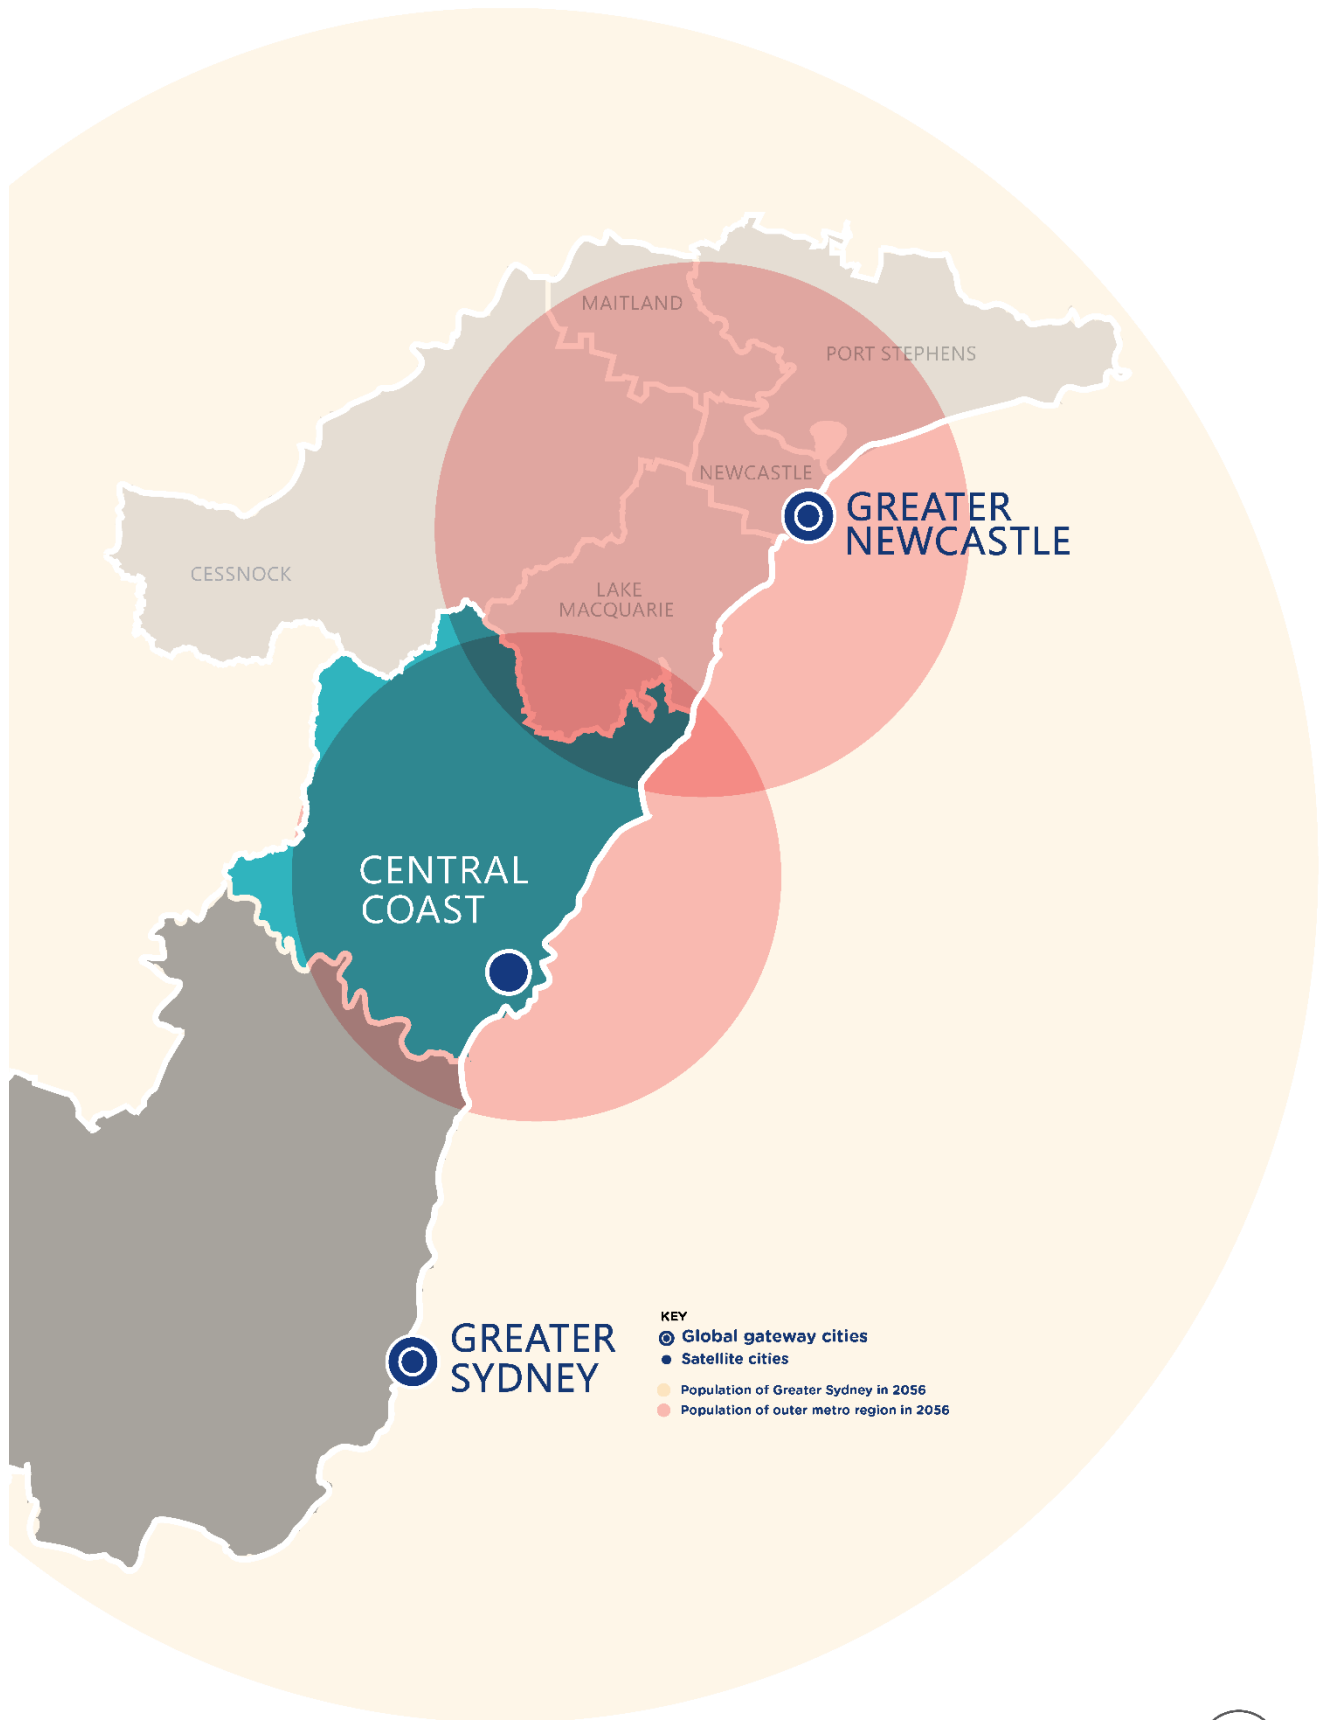 MAITLAND
PORT STEPHENS
NEWCASTLE
GREATER
NEWCASTLE
CESSNOCK
LAKE
MACQUARIE
CENTRAL
COAST
GREATER
SYDNEY
KEY
Global gateway cities
Satellite cities
Population of Greater Sydney in 2056
Population of outer metro region in 2056